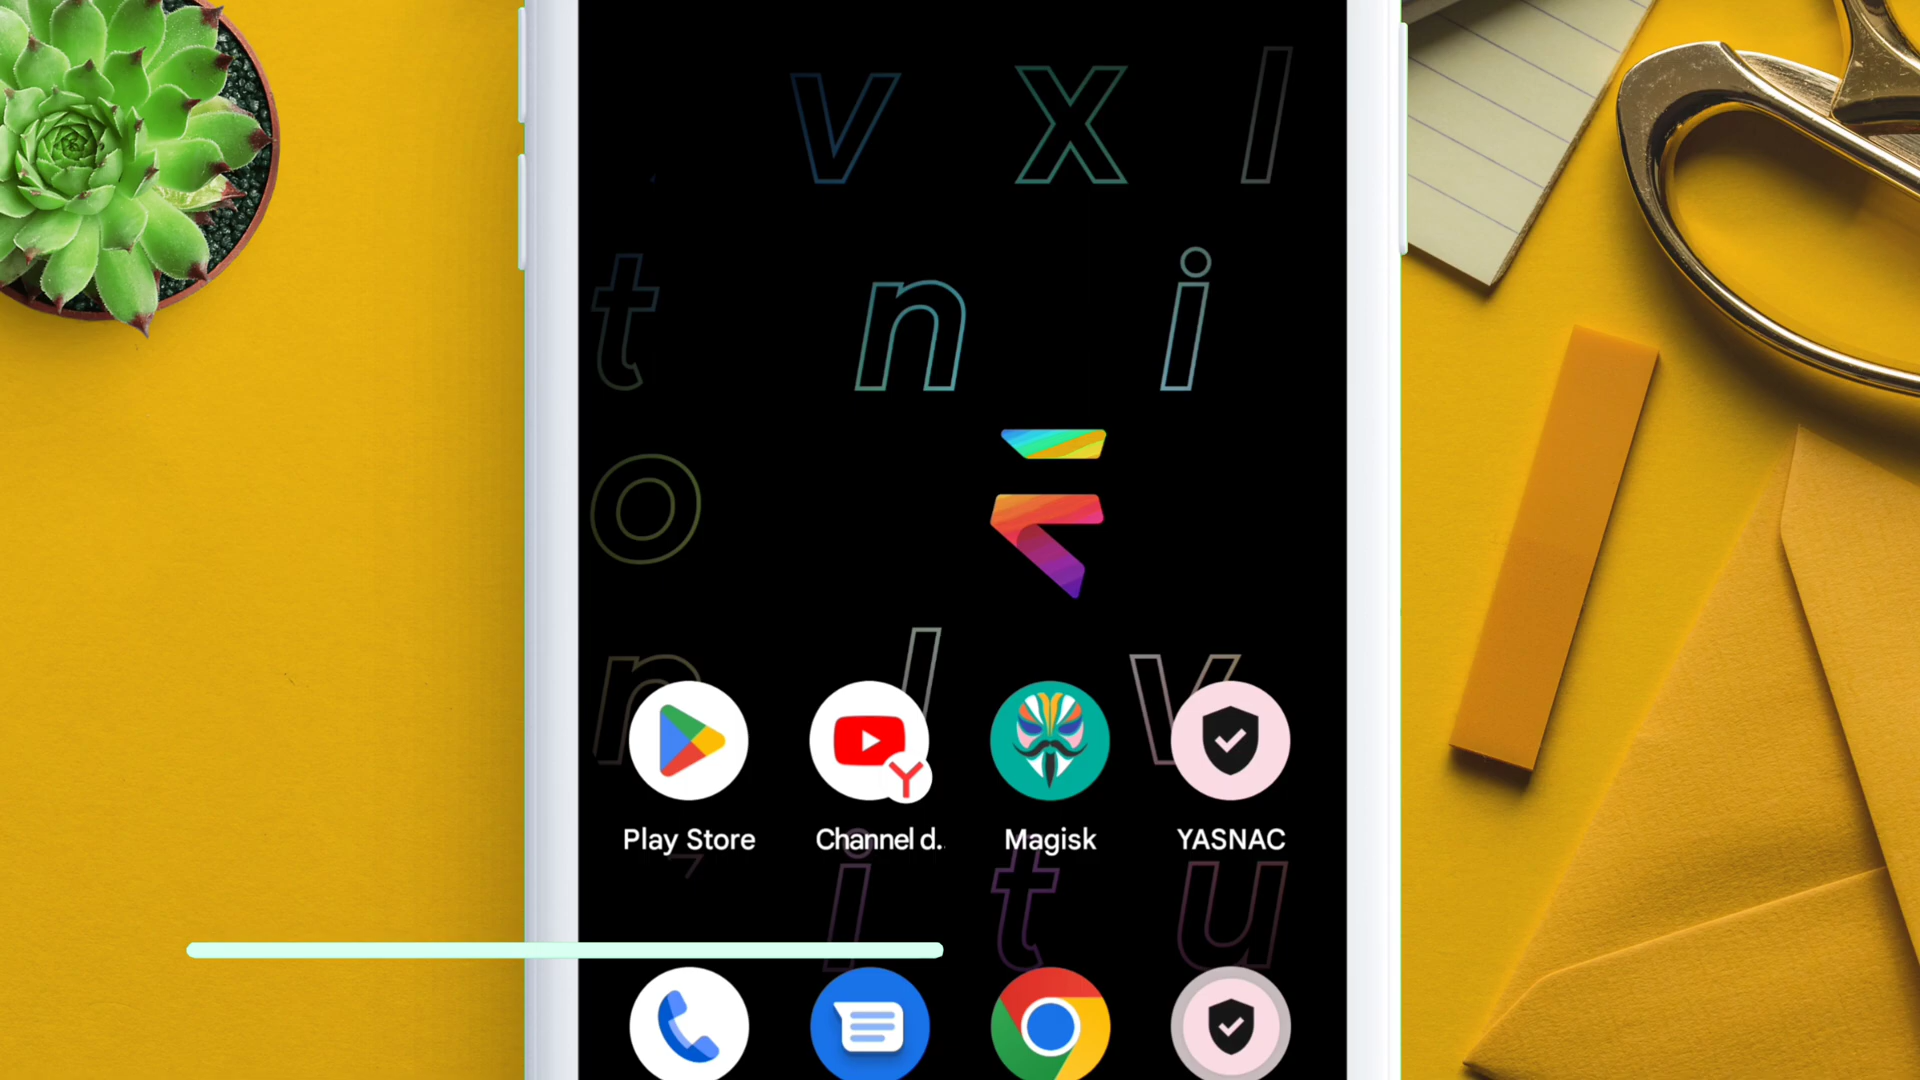 v x l
t n i
o
n l v
Play Store Channel d.. Magisk YASNAC
i t u